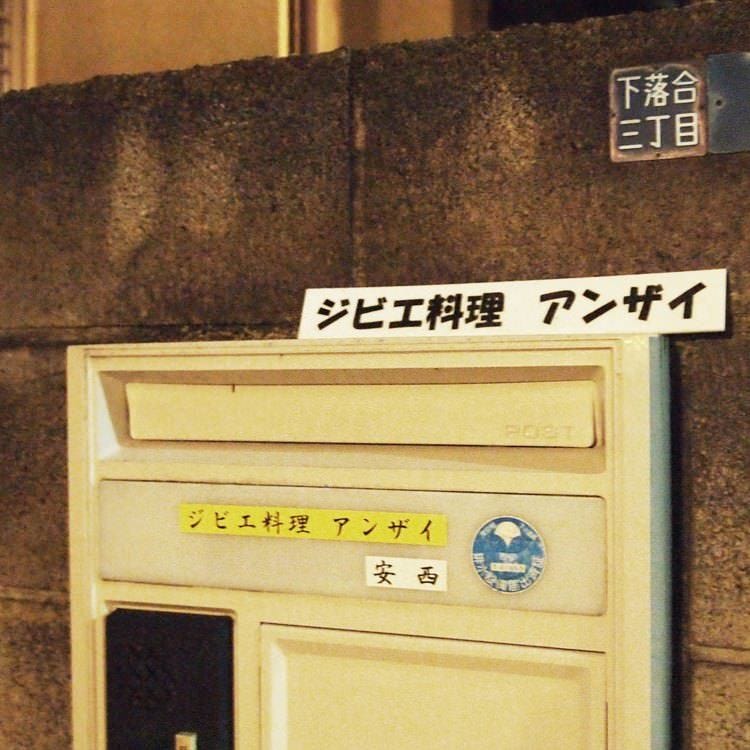 下落合
三丁目
ジビエ料理 アンザイ
POST
ジビエ料理 アンザイ
安西